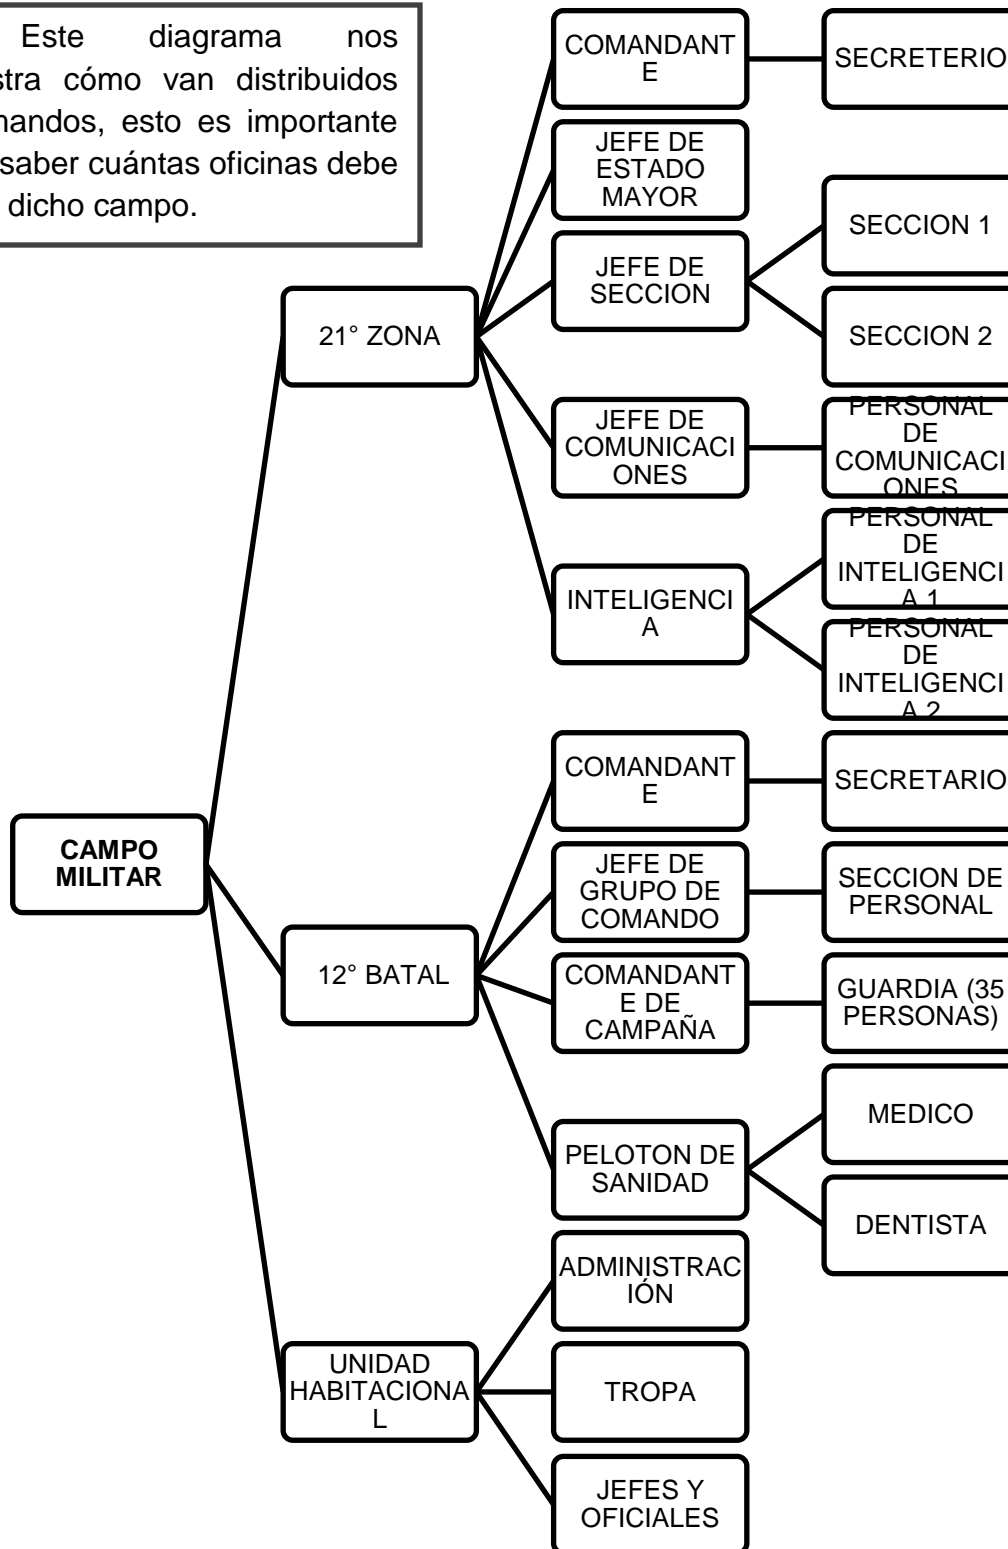 Este diagrama nos
stra cómo van distribuidos
nandos, esto es importante
saber cuántas oficinas debe
dicho campo.
COMANDANT
E
SECRETERIO
JEFE DE
ESTADO
MAYOR
JEFE DE
SECCION
SECCION 1
SECCION 2
21° ZONA
JEFE DE
COMUNICACI
ONES
PERSONAL
DE
COMUNICACI
ONES
INTELIGENCI
A
PERSONAL
DE
INTELIGENCI
A 1
PERSONAL
DE
INTELIGENCI
A 2
CAMPO
MILITAR
12° BATAL
COMANDANT
E
SECRETARIO
JEFE DE
GRUPO DE
COMANDO
SECCION DE
PERSONAL
COMANDANT
E DE
CAMPAÑA
GUARDIA (35
PERSONAS)
PELOTON DE
SANIDAD
MEDICO
DENTISTA
UNIDAD
HABITACIONA
L
ADMINISTRAC
IÓN
TROPA
JEFES Y
OFICIALES